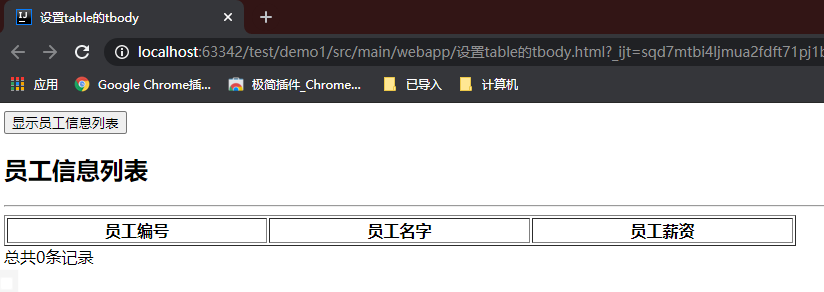 设置table的tbody
localhost:63342/test/demo1/src/main/webapp/设置table的tbody.html?_ijt=sqd7mtbi4ljmua2fdft71pj1b
应用 Google Chrome插... 极简插件_Chrome... 已导入 计算机
显示员工信息列表
员工信息列表
员工编号 员工名字 员工薪资
总共0条记录